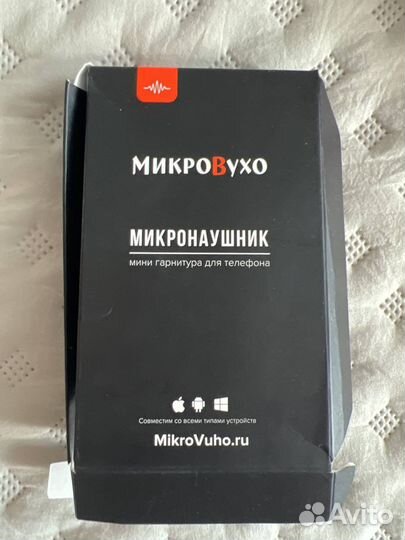 МикроВухо
МИКРОНАУШНИК
мини гарнитура для телефона
Совместим со всеми типами устройств
MikroVuho.ru
Avito